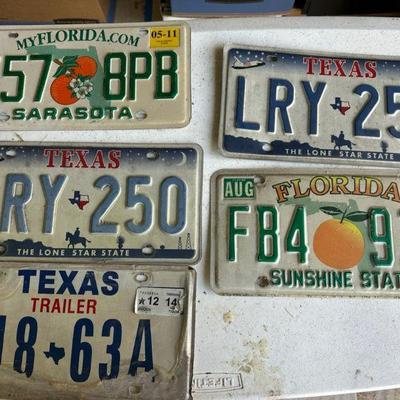 MYFLORIDA.COM
05-11
57 8PB
SARASOTA
TEXAS
LRY 25
THE LONE STAR STATE
TEXAS
RY 250
THE LONE STAR STATE
AUG
FLORIDA
FB4 9
SUNSHINE STAT
TEXAS
TRAILER
12 14
18 63A